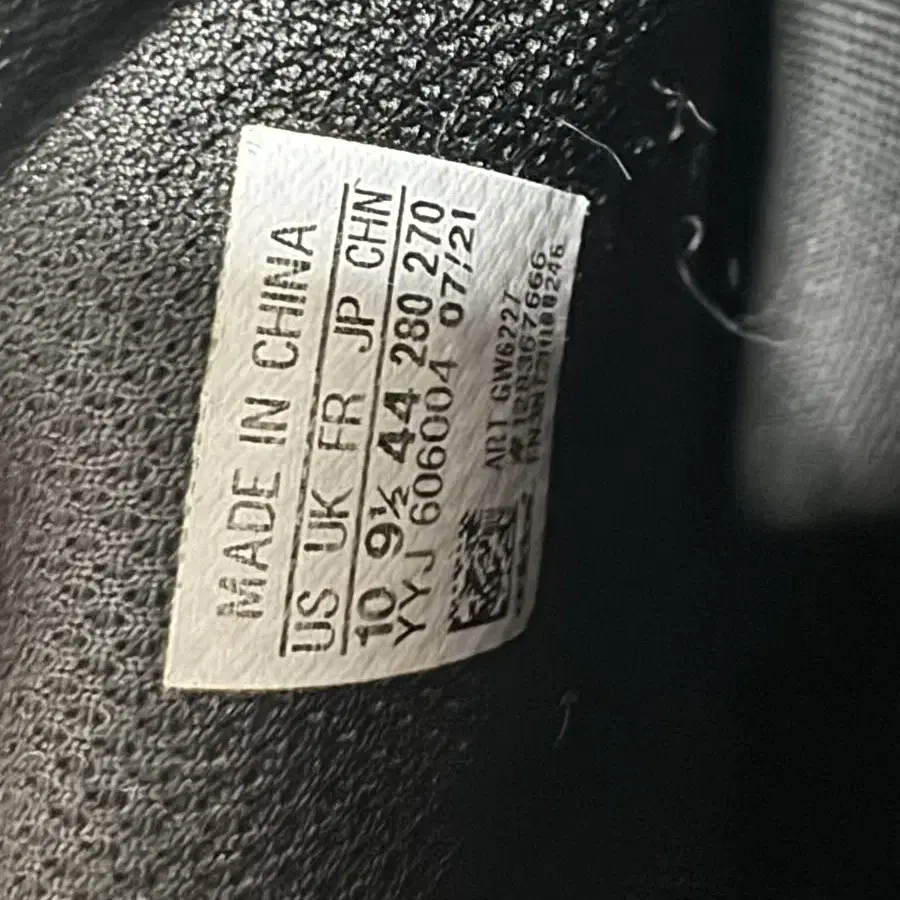 MADE IN CHINA
US UK FR JP CHN
10 9½ 44 280 270
YYJ 606004 07/21
ART GW6227